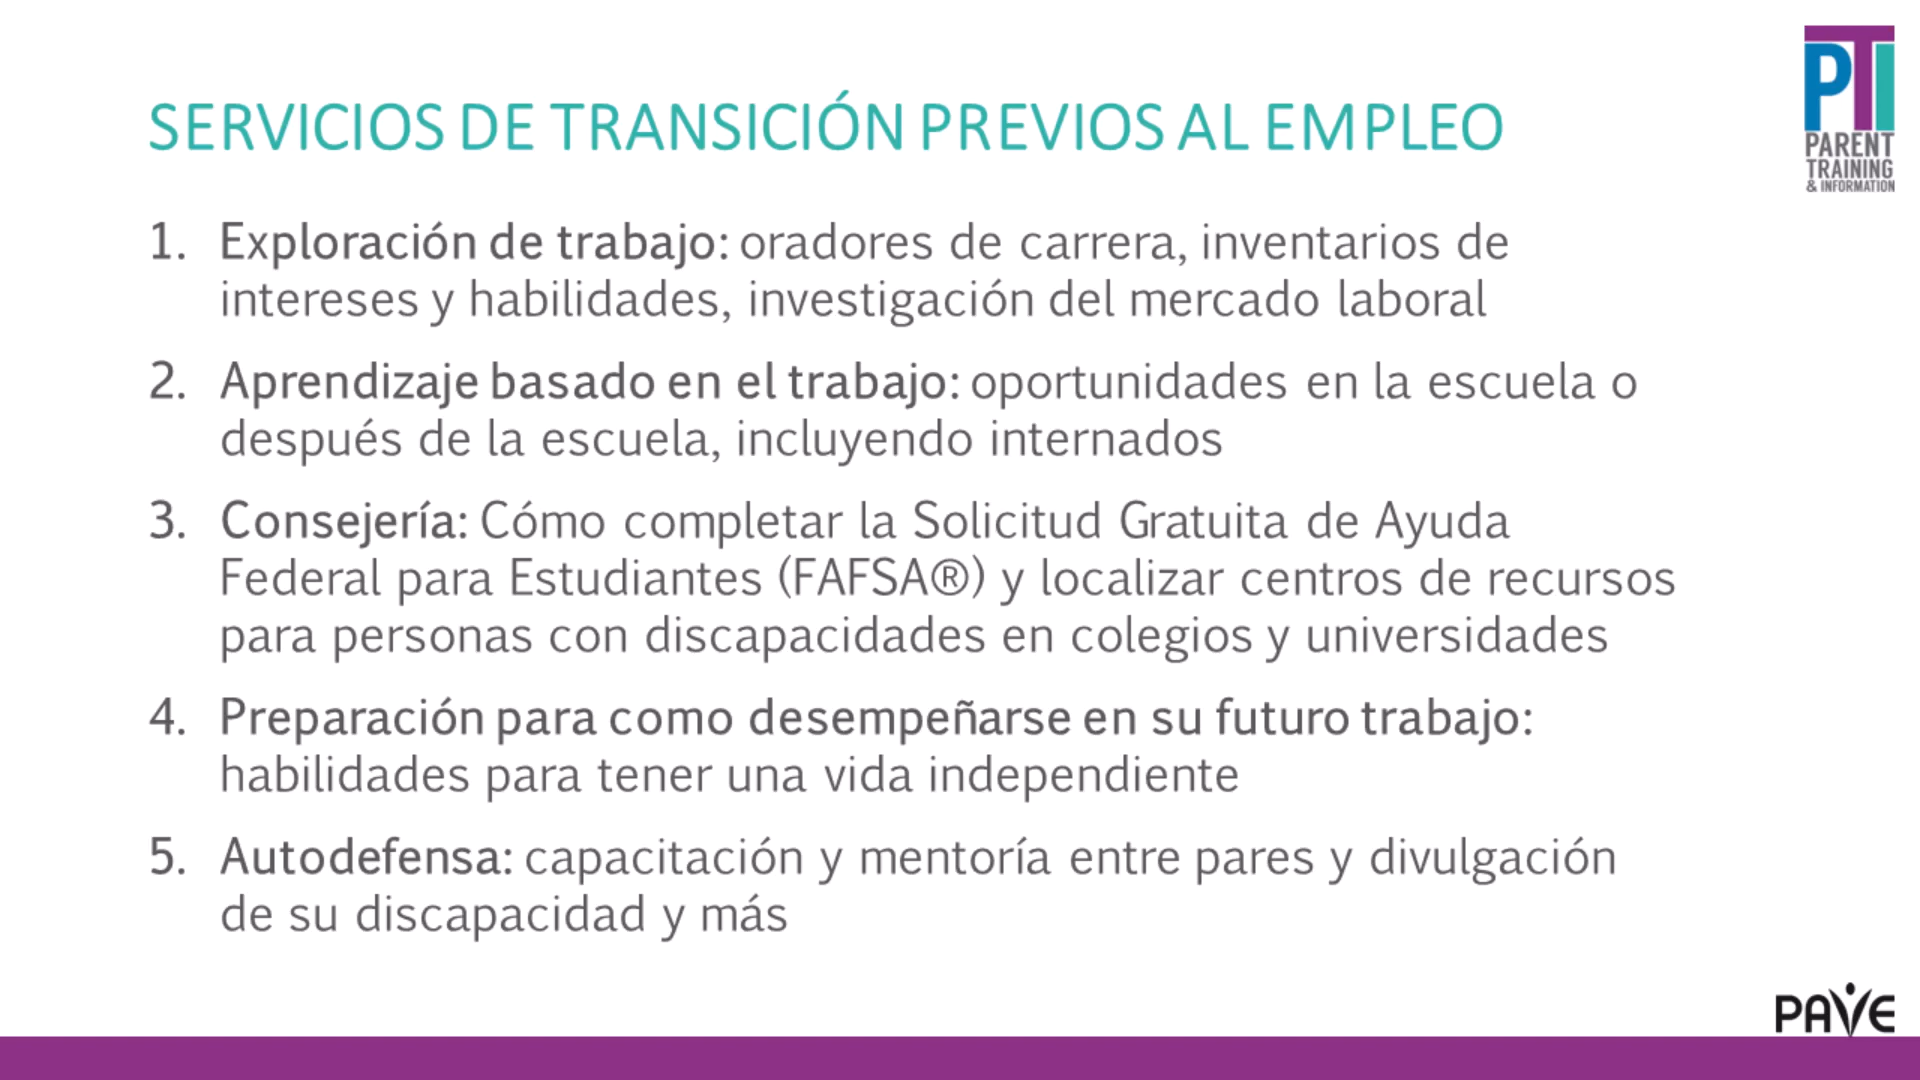 SERVICIOS DE TRANSICIÓN PREVIOS AL EMPLEO
PTI
PARENT
TRAINING
& INFORMATION
1. Exploración de trabajo: oradores de carrera, inventarios de
intereses y habilidades, investigación del mercado laboral
2. Aprendizaje basado en el trabajo: oportunidades en la escuela o
después de la escuela, incluyendo internados
3. Consejería: Cómo completar la Solicitud Gratuita de Ayuda
Federal para Estudiantes (FAFSA®) y localizar centros de recursos
para personas con discapacidades en colegios y universidades
4. Preparación para como desempeñarse en su futuro trabajo:
habilidades para tener una vida independiente
5. Autodefensa: capacitación y mentoría entre pares y divulgación
de su discapacidad y más
PAVE